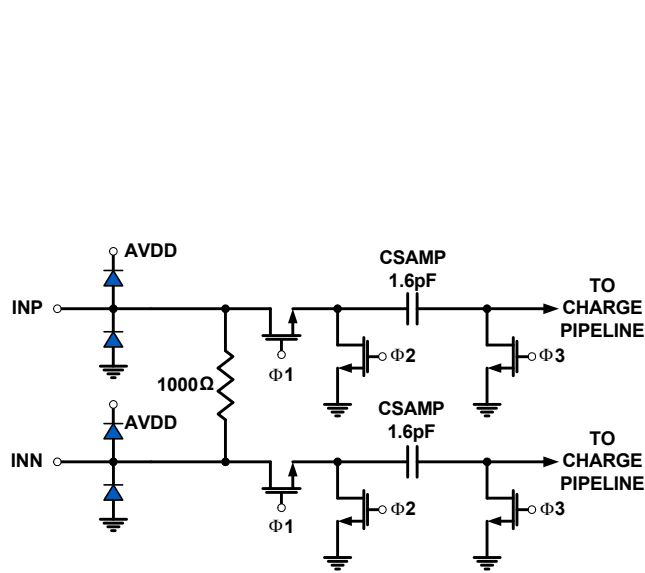 AVDD
CSAMP
1.6pF
INP
TO
CHARGE
PIPELINE
Φ1
Φ2
Φ3
1000Ω
AVDD
CSAMP
1.6pF
INN
TO
CHARGE
PIPELINE
Φ1
Φ2
Φ3